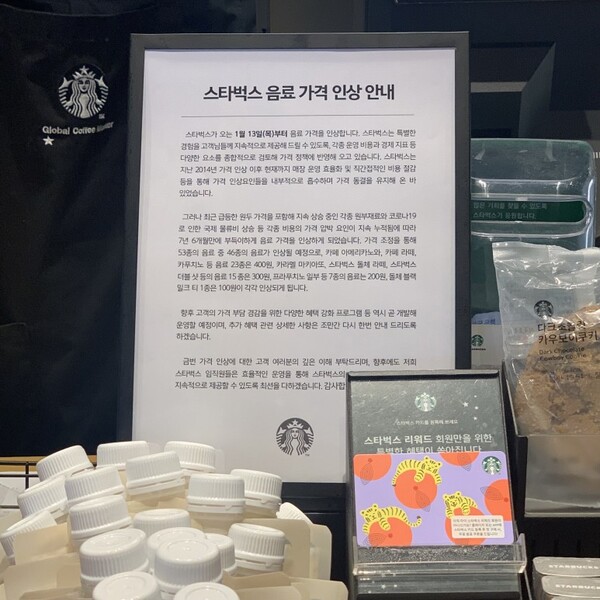 스타벅스 음료 가격 인상 안내
스타벅스가 오는 1월 13일(목)부터 음료 가격을 인상합니다. 스타벅스는 특별한
경험을 고객님들께 지속적으로 제공해 드릴 수 있도록, 각종 운영 비용과 경제 지표 등
다양한 요소를 종합적으로 검토해 가격 정책에 반영해 오고 있습니다. 스타벅스는
지난 2014년 가격 인상 이후 현재까지 매장 운영 효율화 및 직간접적인 비용 절감
등을 통해 가격 인상요인들을 내부적으로 흡수하며 가격 동결을 유지해 온 바
있었습니다.
그러나 최근 급등한 원두 가격을 포함해 지속 상승 중인 각종 원부재료와 코로나19
로 인한 국제 물류비 상승 등 각종 비용의 가격 압박 요인이 지속 누적됨에 따라
7년 6개월만에 부득이하게 음료 가격을 인상하게 되었습니다. 가격 조정을 통해
53종의 음료 중 46종의 음료가 인상될 예정으로, 카페 아메리카노와, 카페 라떼,
카푸치노 등 음료 23종은 400원, 카라멜 마키아또, 스타벅스 돌체 라떼, 스타벅스
더블 샷 등의 음료 15 종은 300원, 프라푸치노 일부 등 7종의 음료는 200원, 돌체 블랙
밀크 티 1종은 100원이 각각 인상되게 됩니다.
향후 고객의 가격 부담 경감을 위한 다양한 혜택 강화 프로그램 등 역시 곧 개발해
운영할 예정이며, 추가 혜택 관련 상세한 사항은 조만간 다시 한번 안내 드리도록
하겠습니다.
금번 가격 인상에 대한 고객 여러분의 깊은 이해 부탁드리며, 향후에도 저희
스타벅스 임직원들은 효율적인 운영을 통해 스타벅스의
지속적으로 제공할 수 있도록 최선을 다하겠습니다. 감사합
Global Coffee
스타벅스 리워드 회원만을 위한
특별한 혜택이 쏟아집니다.
카우보이쿠키
Dark Chocolate
STARBUCKS